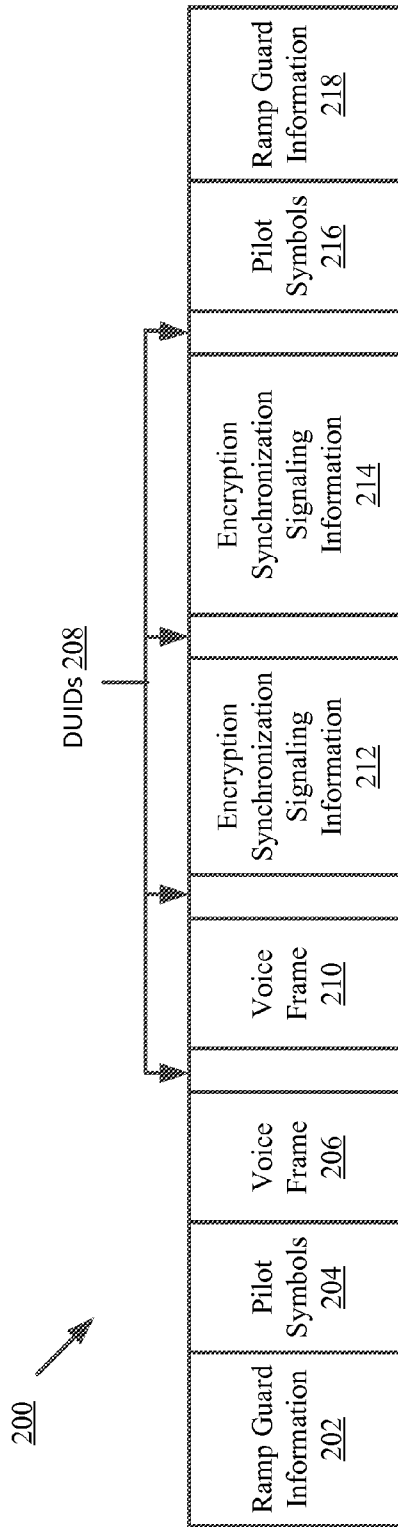 200
DUIDs 208
Ramp Guard
Information
202
Pilot
Symbols
204
Voice
Frame
206
Voice
Frame
210
Encryption
Synchronization
Signaling
Information
212
Encryption
Synchronization
Signaling
Information
214
Pilot
Symbols
216
Ramp Guard
Information
218